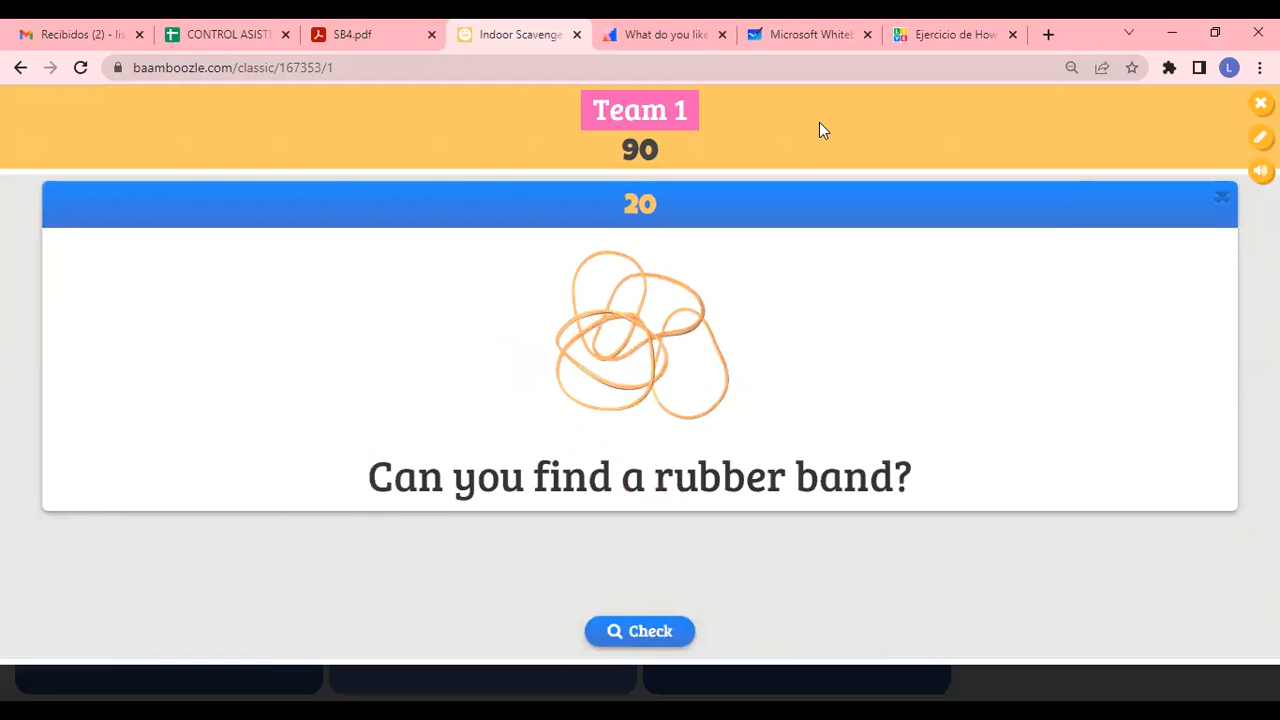 Recibidos (2) - lis
CONTROL ASISTE
SB4.pdf
Indoor Scavenge
What do you like
Microsoft Whiteb
Ejercicio de How
baamboozle.com/classic/167353/1
L
Team 1
90
20
Can you find a rubber band?
Check